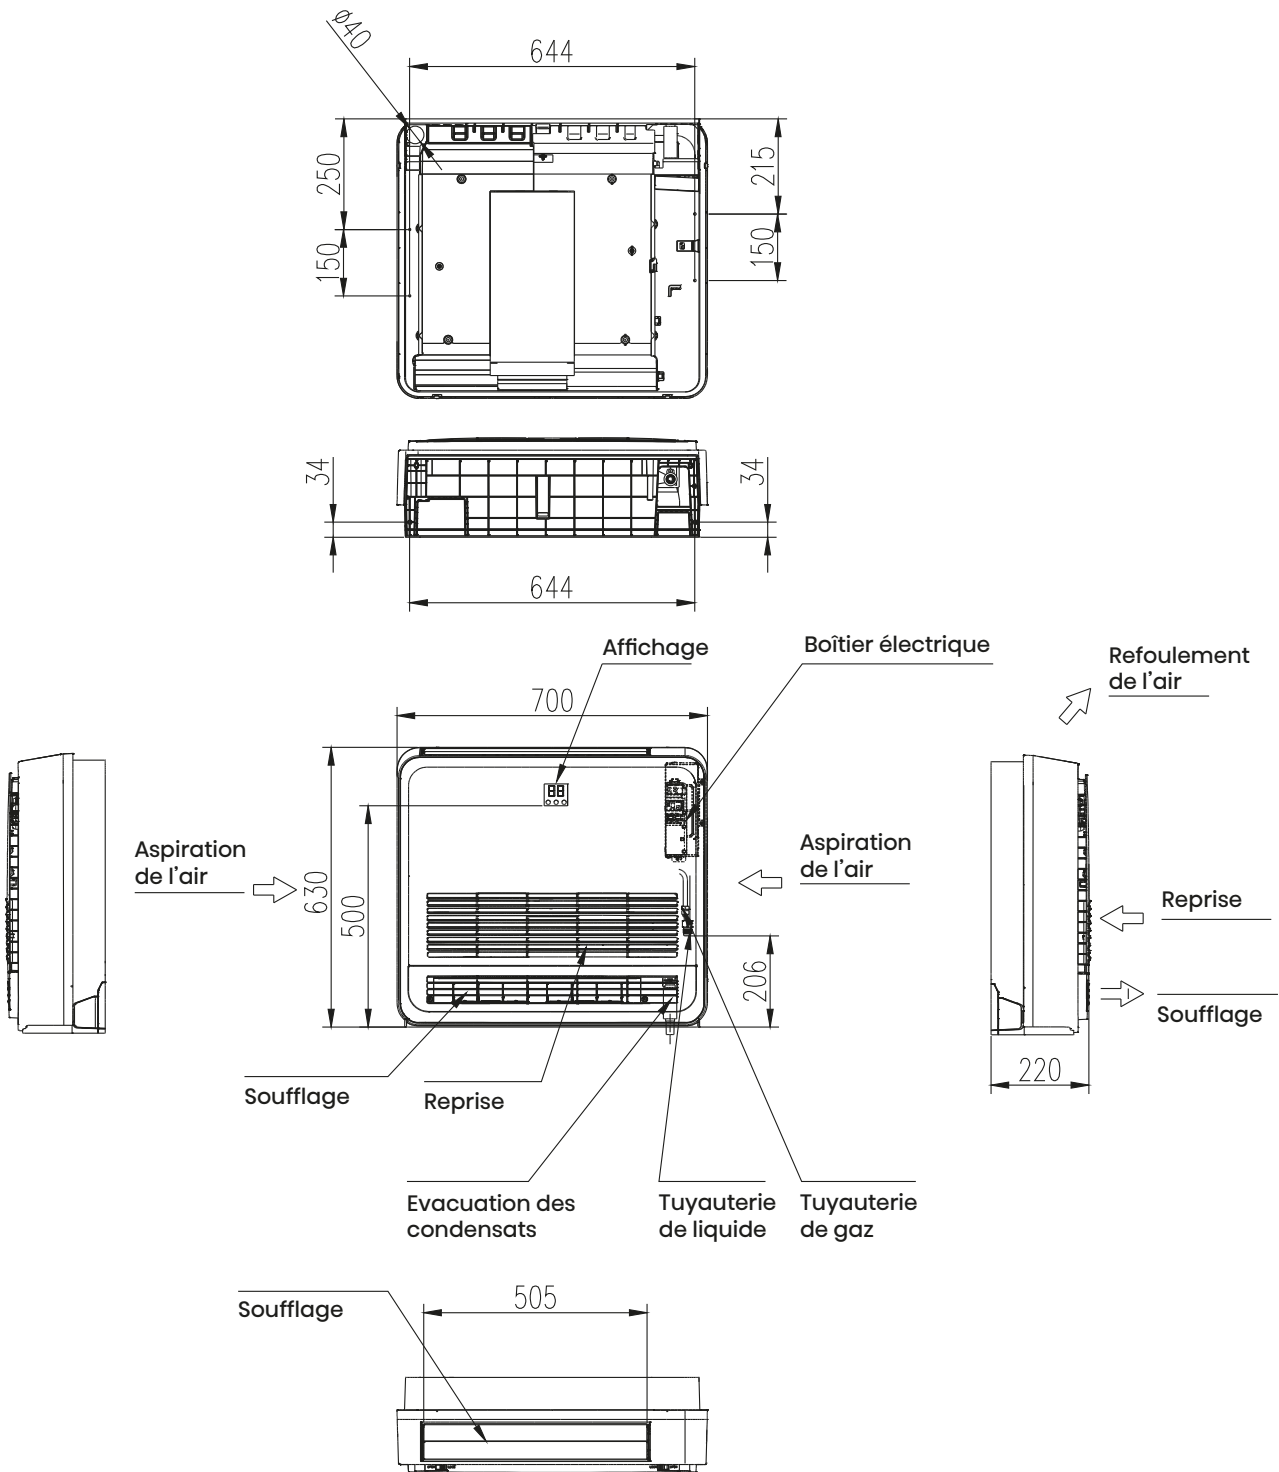 ø40
644
250
215
150
150
34
34
644
Affichage
Boîtier électrique
Refoulement
de l'air
700
Aspiration
de l'air
630
500
Aspiration
de l'air
Reprise
206
Soufflage
220
Soufflage
Reprise
Evacuation des
condensats
Tuyauterie
de liquide
Tuyauterie
de gaz
505
Soufflage